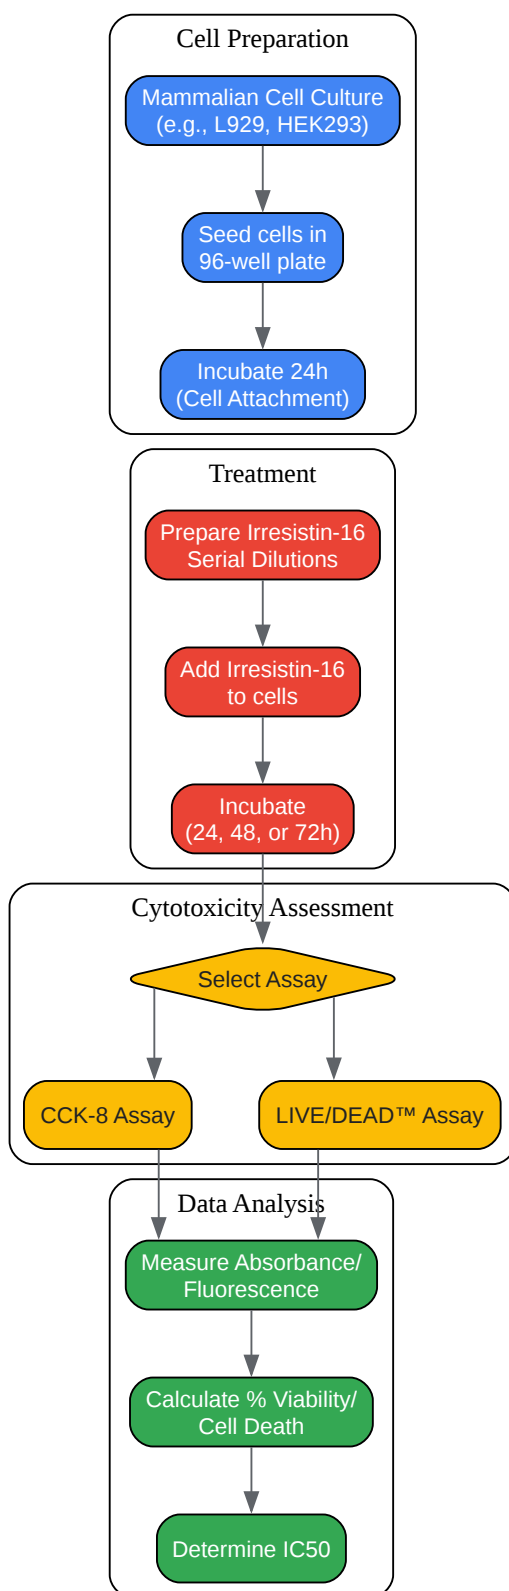 Cell Preparation
Mammalian Cell Culture
(e.g., L929, HEK293)
Seed cells in
96-well plate
Incubate 24h
(Cell Attachment)
Treatment
Prepare Irresistin-16
Serial Dilutions
Add Irresistin-16
to cells
Incubate
(24, 48, or 72h)
Cytotoxicity Assessment
Select Assay
CCK-8 Assay
LIVE/DEAD™ Assay
Data Analysis
Measure Absorbance/
Fluorescence
Calculate % Viability/
Cell Death
Determine IC50